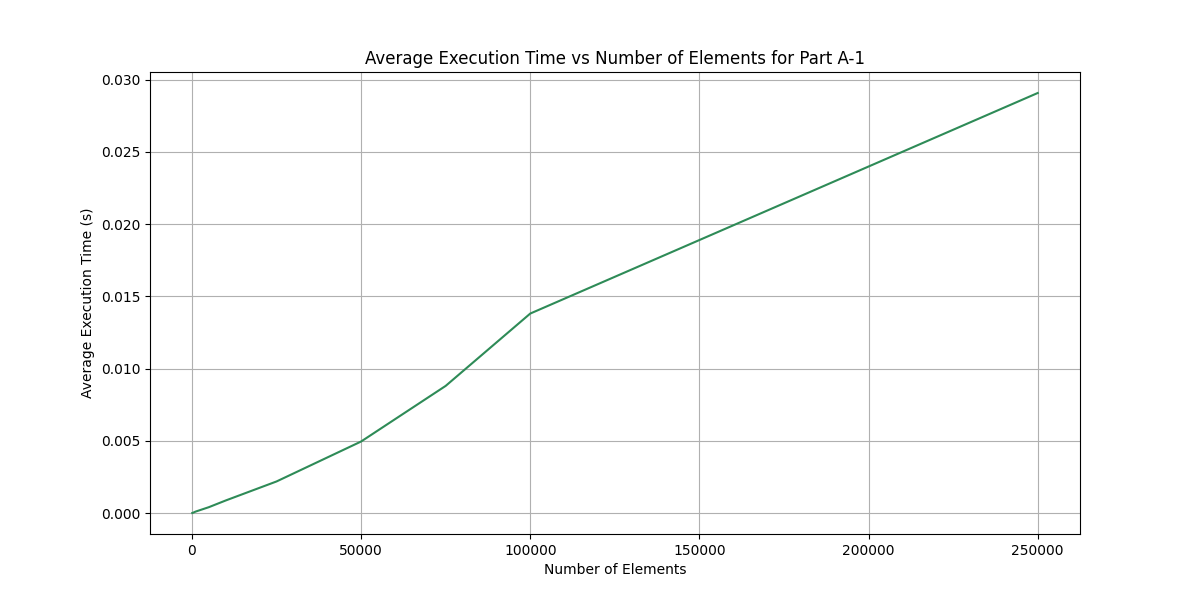 Average Execution Time vs Number of Elements for Part A-1
0.030
0.025
0.020
0.015
0.010
0.005
0.000
Average Execution Time (s)
0 50000 100000 150000 200000 250000
Number of Elements